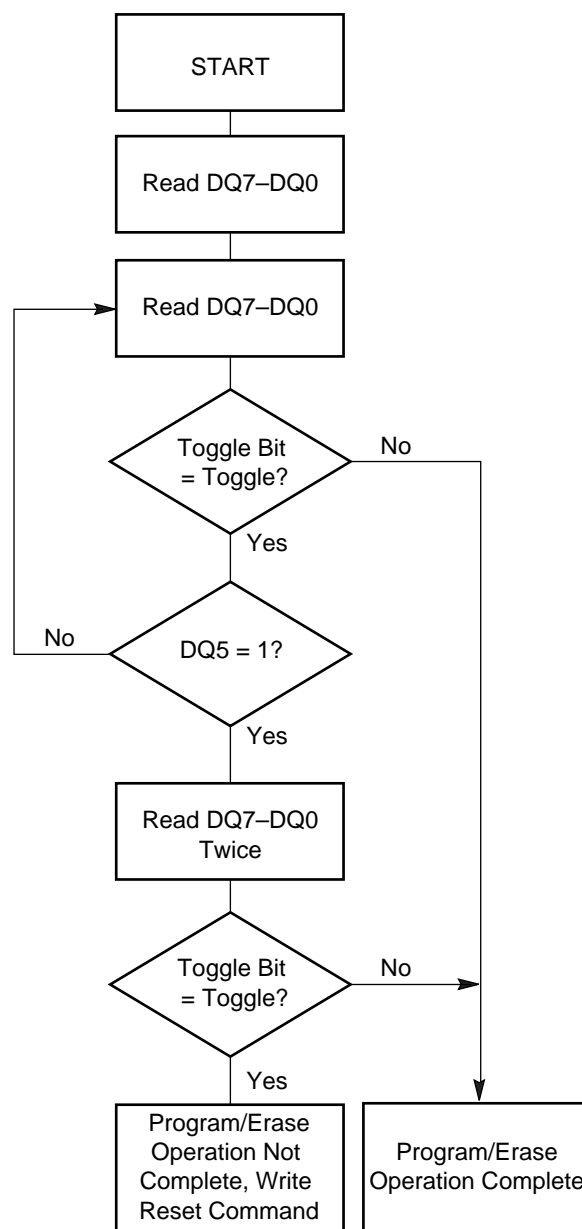 START
Read DQ7–DQ0
Read DQ7–DQ0
Toggle Bit
= Toggle?
No
Yes
No
DQ5 = 1?
Yes
Read DQ7–DQ0
Twice
Toggle Bit
= Toggle?
No
Yes
Program/Erase
Operation Not
Complete, Write
Reset Command
Program/Erase
Operation Complete